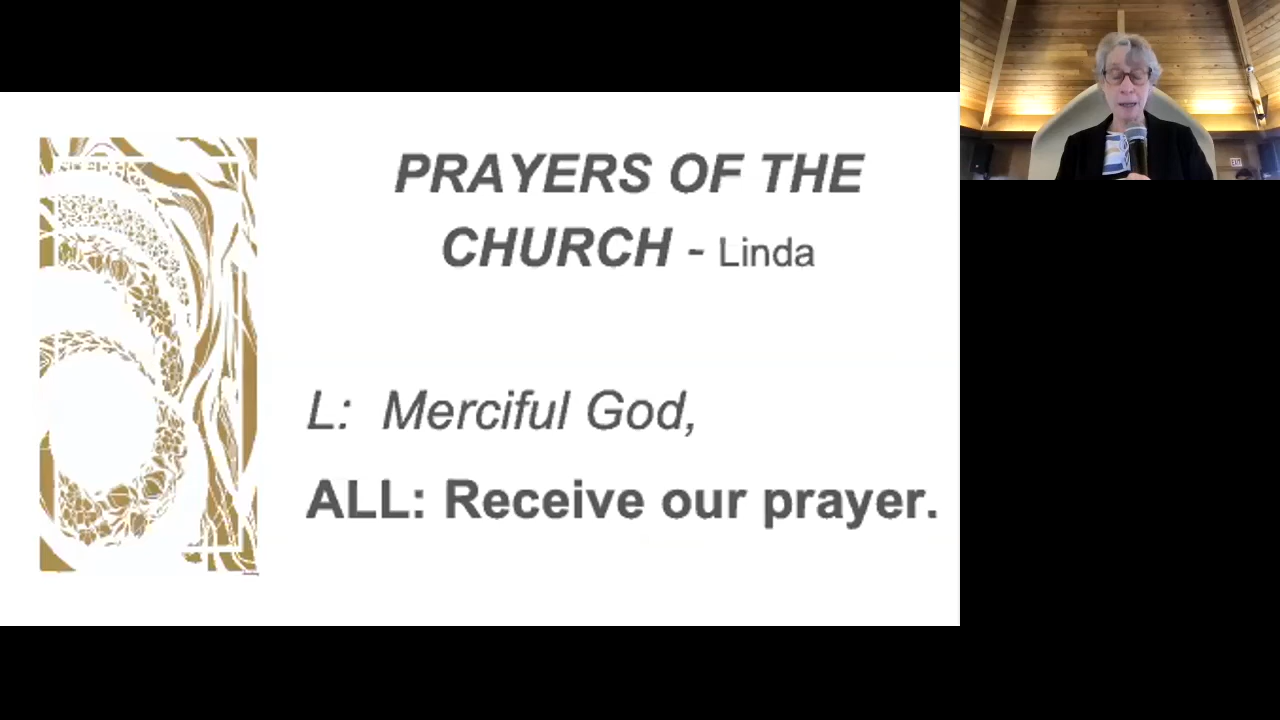 PRAYERS OF THE
CHURCH - Linda
L: Merciful God,
ALL: Receive our prayer.